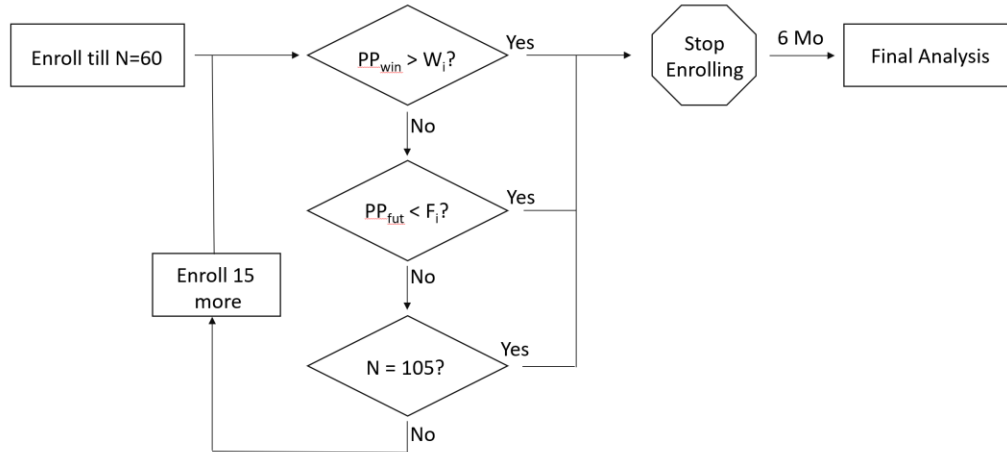 Enroll till N=60
PPwin > Wi?
Yes
Stop
Enrolling
6 Mo
Final Analysis
No
PPfut < Fi?
Yes
No
Enroll 15
more
N = 105?
Yes
No